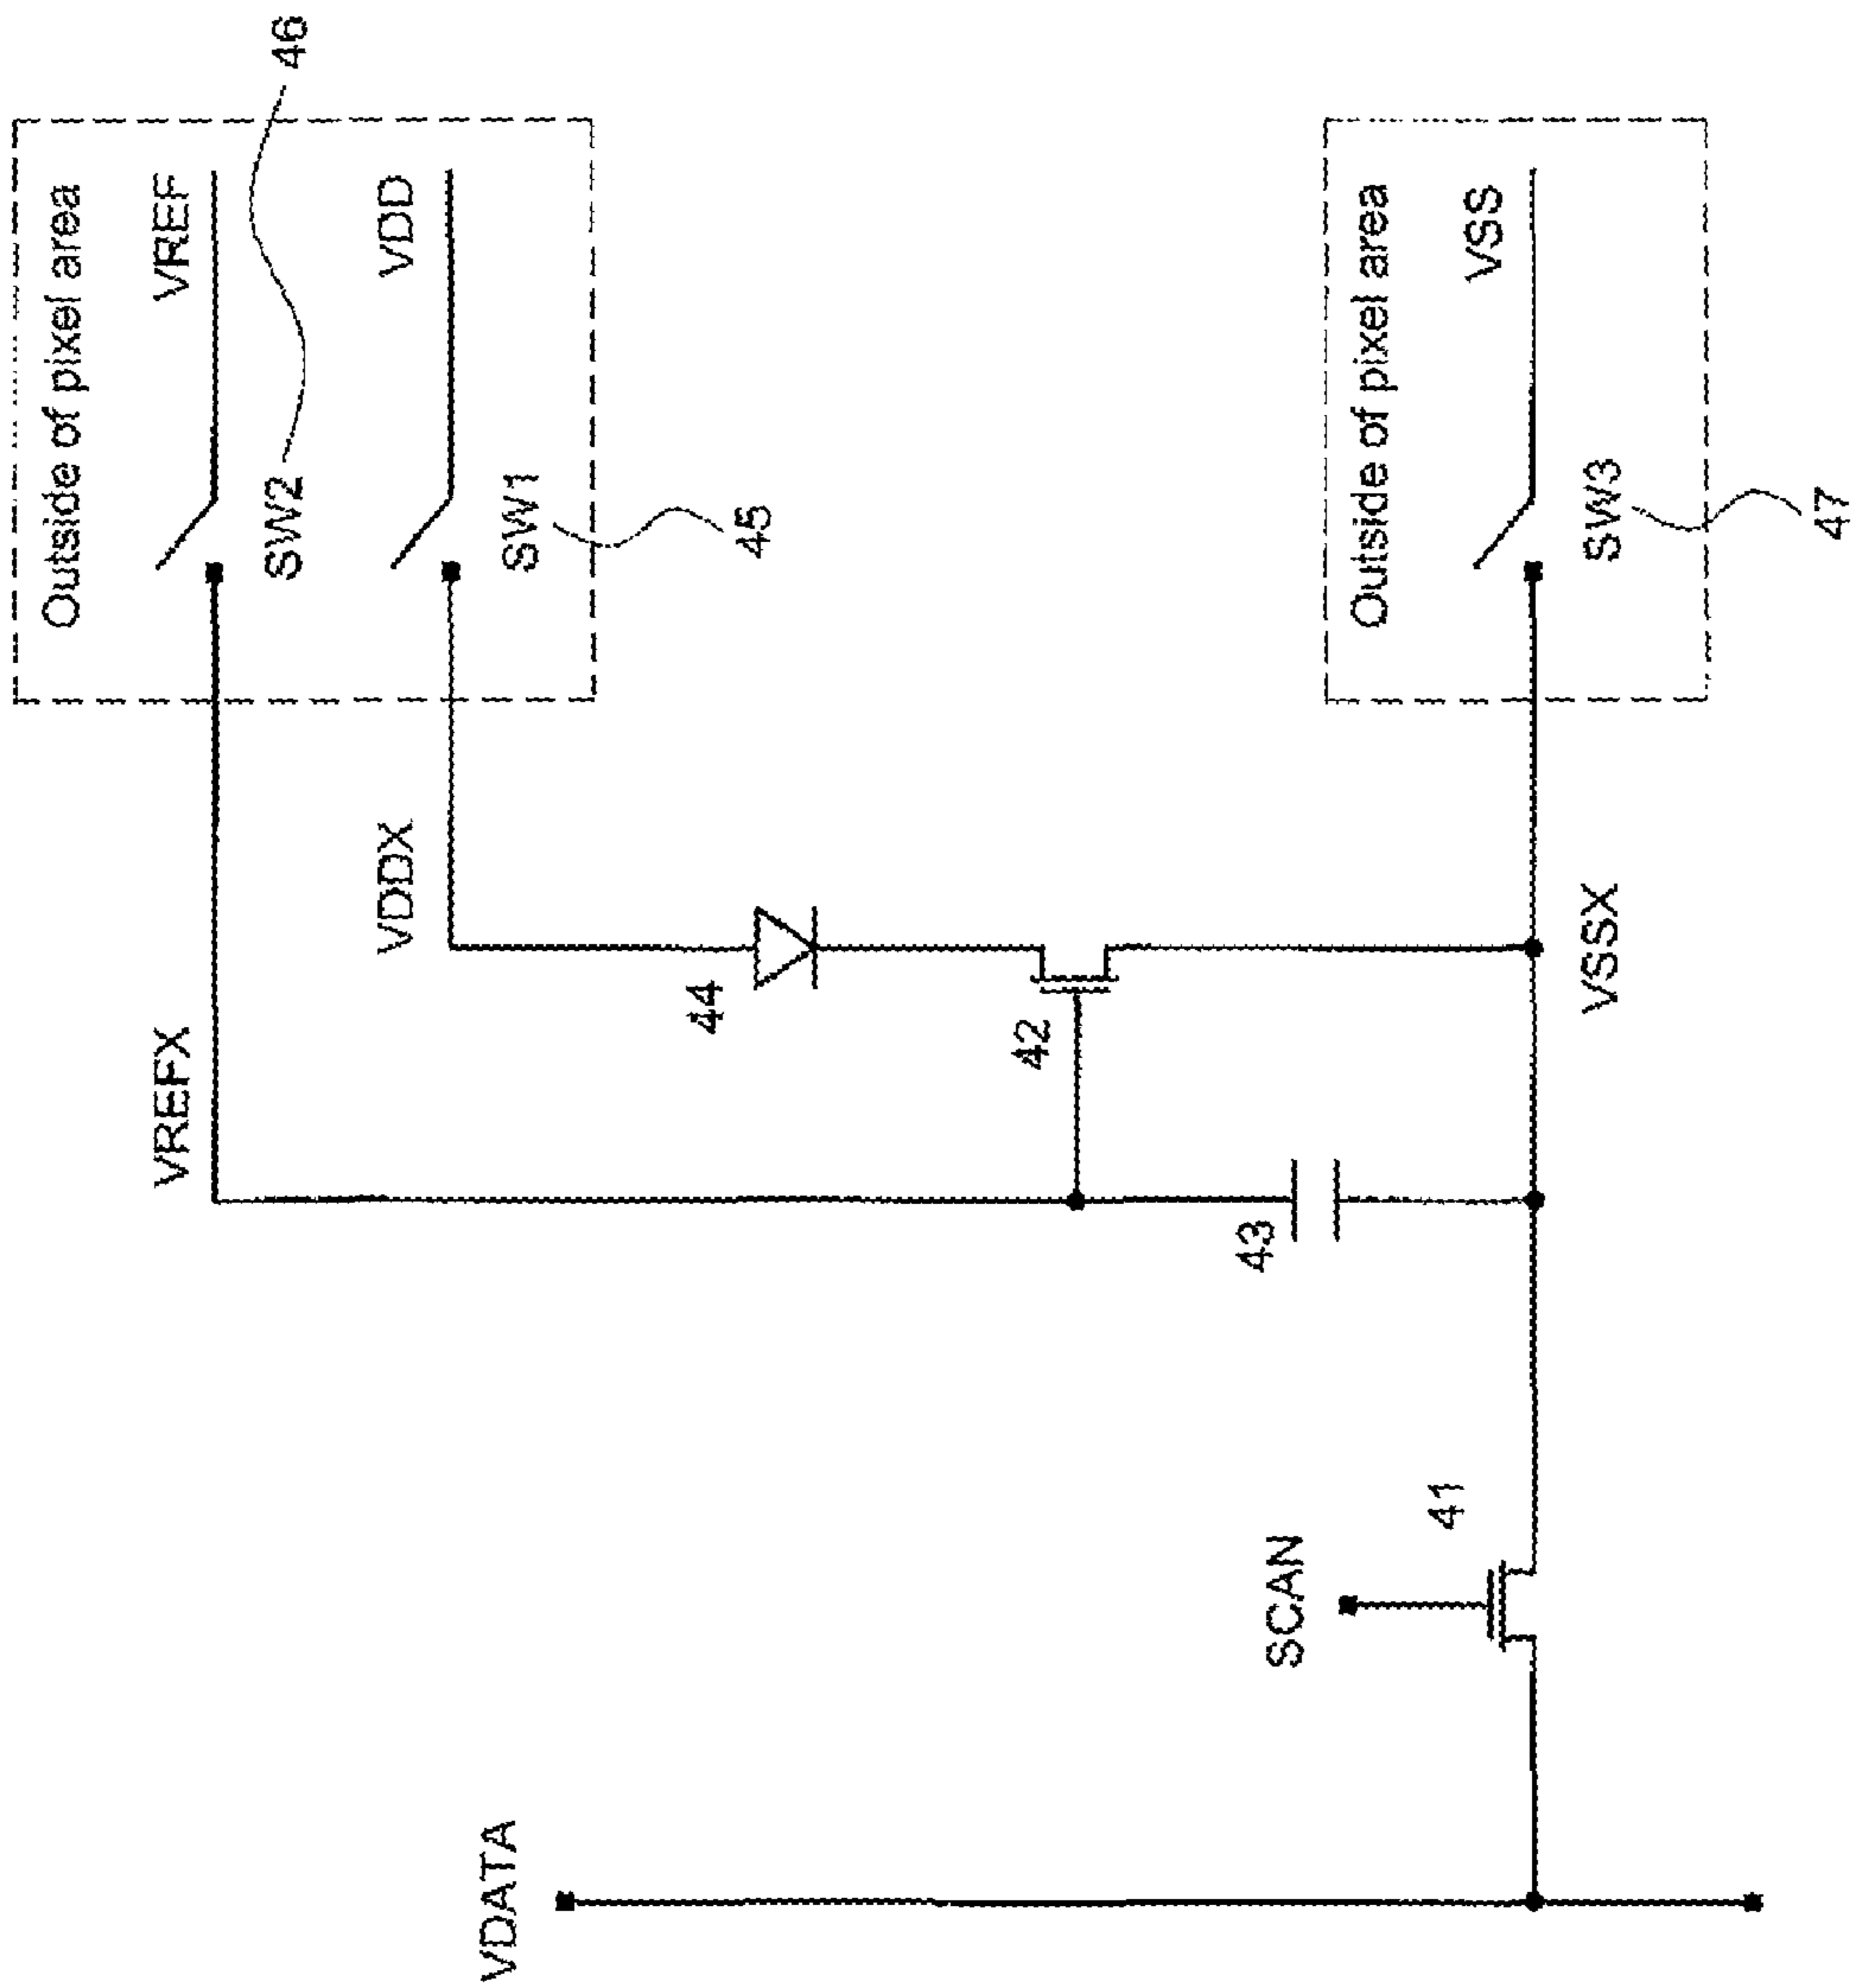 Outside of pixel area
VREF
46
SW2
VDD
SW1
45
VREFX
VDDX
44
42
43
VDATA
SCAN
41
VSSX
Outside of pixel area
VSS
SW3
47